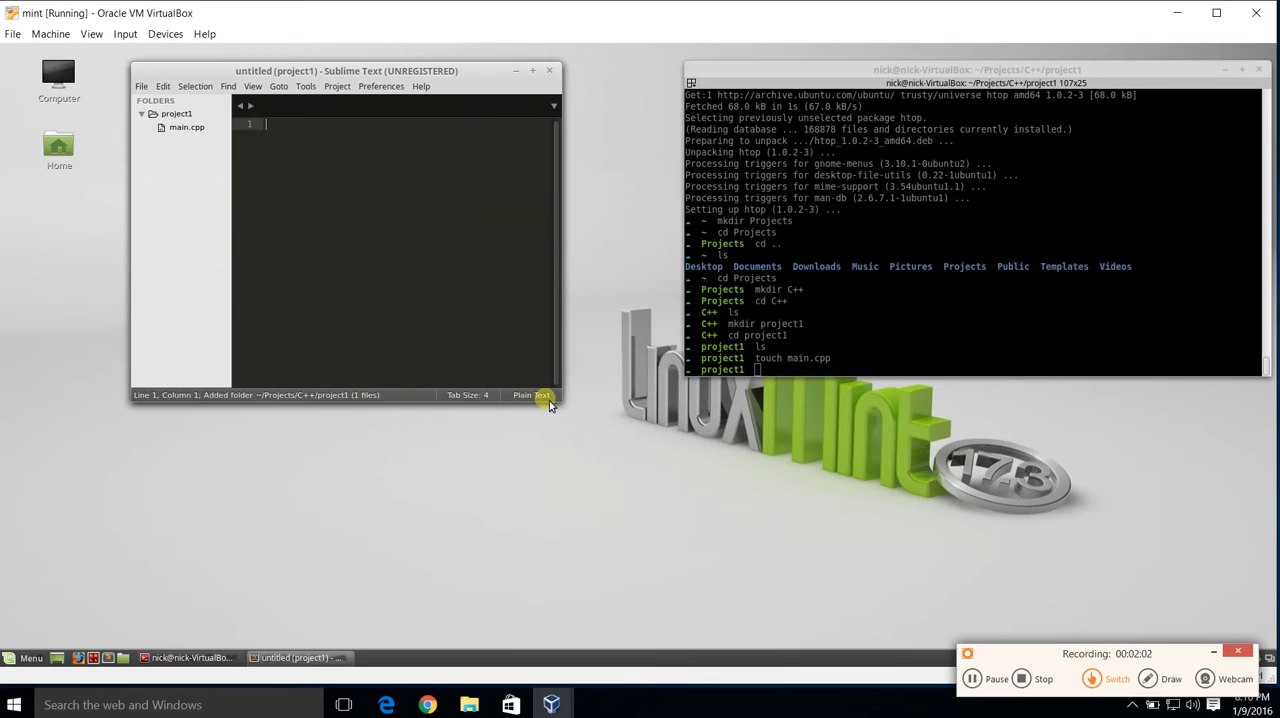 mint [Running] - Oracle VM VirtualBox
File Machine View Input Devices Help
Computer
Home
untitled (project1) - Sublime Text (UNREGISTERED)
File Edit Selection Find View Goto Tools Project Preferences Help
FOLDERS
project1
main.cpp
1
Line 1, Column 1; Added folder ~/Projects/C++/project1 (1 files)
Tab Size: 4
Plain Text
nick@nick-VirtualBox: ~/Projects/C++/project1
nick@nick-VirtualBox: ~/Projects/C++/project1 107x25
Get:1 http://archive.ubuntu.com/ubuntu/ trusty/universe htop amd64 1.0.2-3 [68.0 kB]
Fetched 68.0 kB in 1s (67.0 kB/s)
Selecting previously unselected package htop.
(Reading database ... 168878 files and directories currently installed.)
Preparing to unpack .../htop_1.0.2-3_amd64.deb ...
Unpacking htop (1.0.2-3) ...
Processing triggers for gnome-menus (3.10.1-0ubuntu2) ...
Processing triggers for desktop-file-utils (0.22-1ubuntu1) ...
Processing triggers for mime-support (3.54ubuntu1.1) ...
Processing triggers for man-db (2.6.7.1-1ubuntu1) ...
Setting up htop (1.0.2-3) ...
~ mkdir Projects
~ cd Projects
Projects cd ..
~ ls
Desktop Documents Downloads Music Pictures Projects Public Templates Videos
~ cd Projects
Projects mkdir C++
Projects cd C++
C++ ls
C++ mkdir project1
C++ cd project1
project1 ls
project1 touch main.cpp
project1
Linux Mint
17.3
Menu
nick@nick-VirtualBo...
untitled (project1) - ...
Recording: 00:02:02
Pause Stop Switch Draw Webcam
Search the web and Windows
1/9/2016